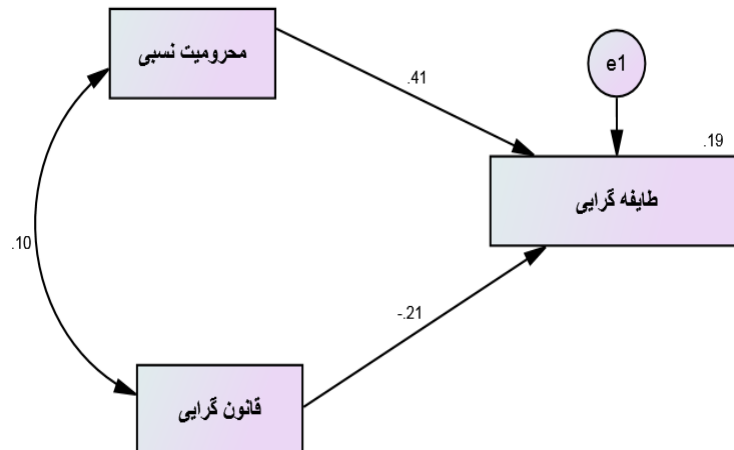 محرومیت نسبی
.41
e1
.19
طایفه گرایی
.10
-.21
قانون گرایی